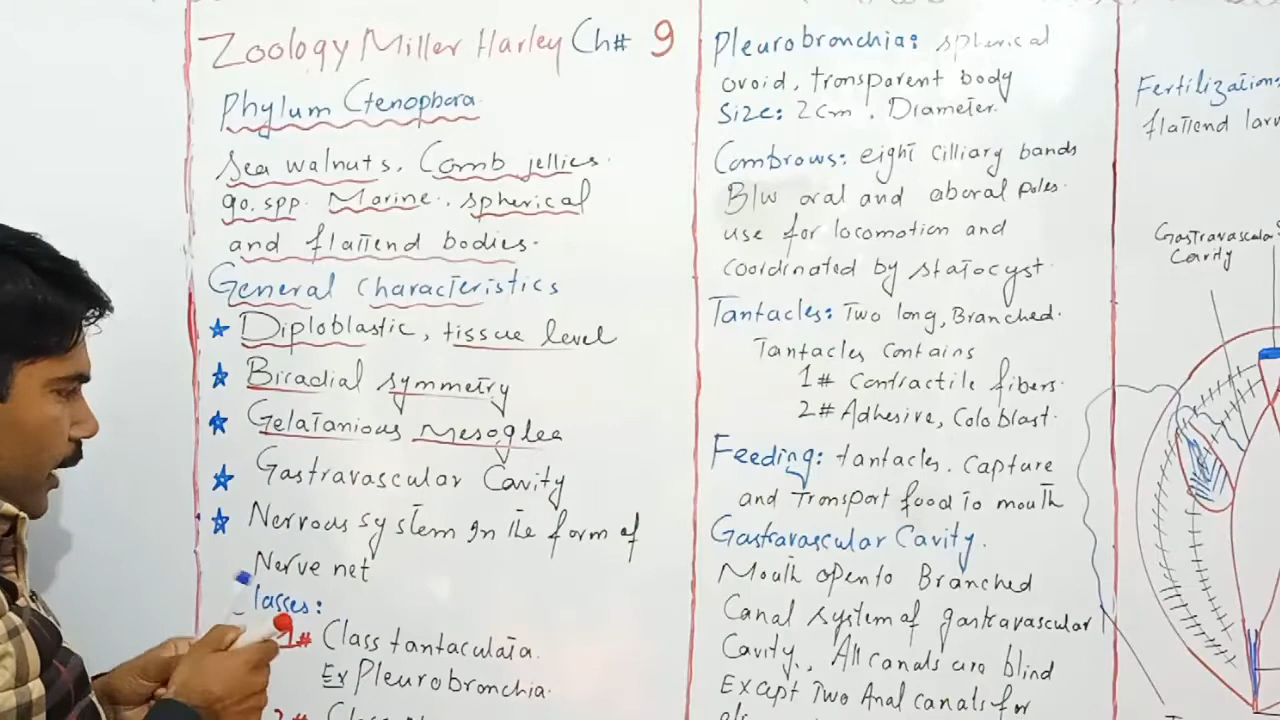 Zoology Miller Harley Ch# 9
Phylum Ctenophora
Sea walnuts, Comb jellies.
90. spp. Marine., spherical
and flattend bodies.
General characteristics
Diploblastic, tissue level
Biradial symmetry
Gelatanious Mesoglea
Gastravascular Cavity
Nervous system In the form of
Nerve net
lasses:
1# Class tantaculata.
Ex Pleurobronchia.
2# Class
Pleurobronchia: spherical
ovoid, transparent body
Size: 2cm. Diameter.
Combrows: eight cilliary bands
B/w oral and aboral poles.
use for locomotion and
coordinated by statocyst.
Tantacles: Two long, Branched.
Tantacles Contains
1# Contractile fibers.
2# Adhesive, Coloblast.
Feeding: tantacles. Capture
and Transport food To mouth
Gastravascular Cavity.
Mouth open to Branched
Canal system of gastravascular
Cavity., All canals are blind
Except Two Anal canals for
Fertilization:
flattend larv
Gastravascular
Cavity